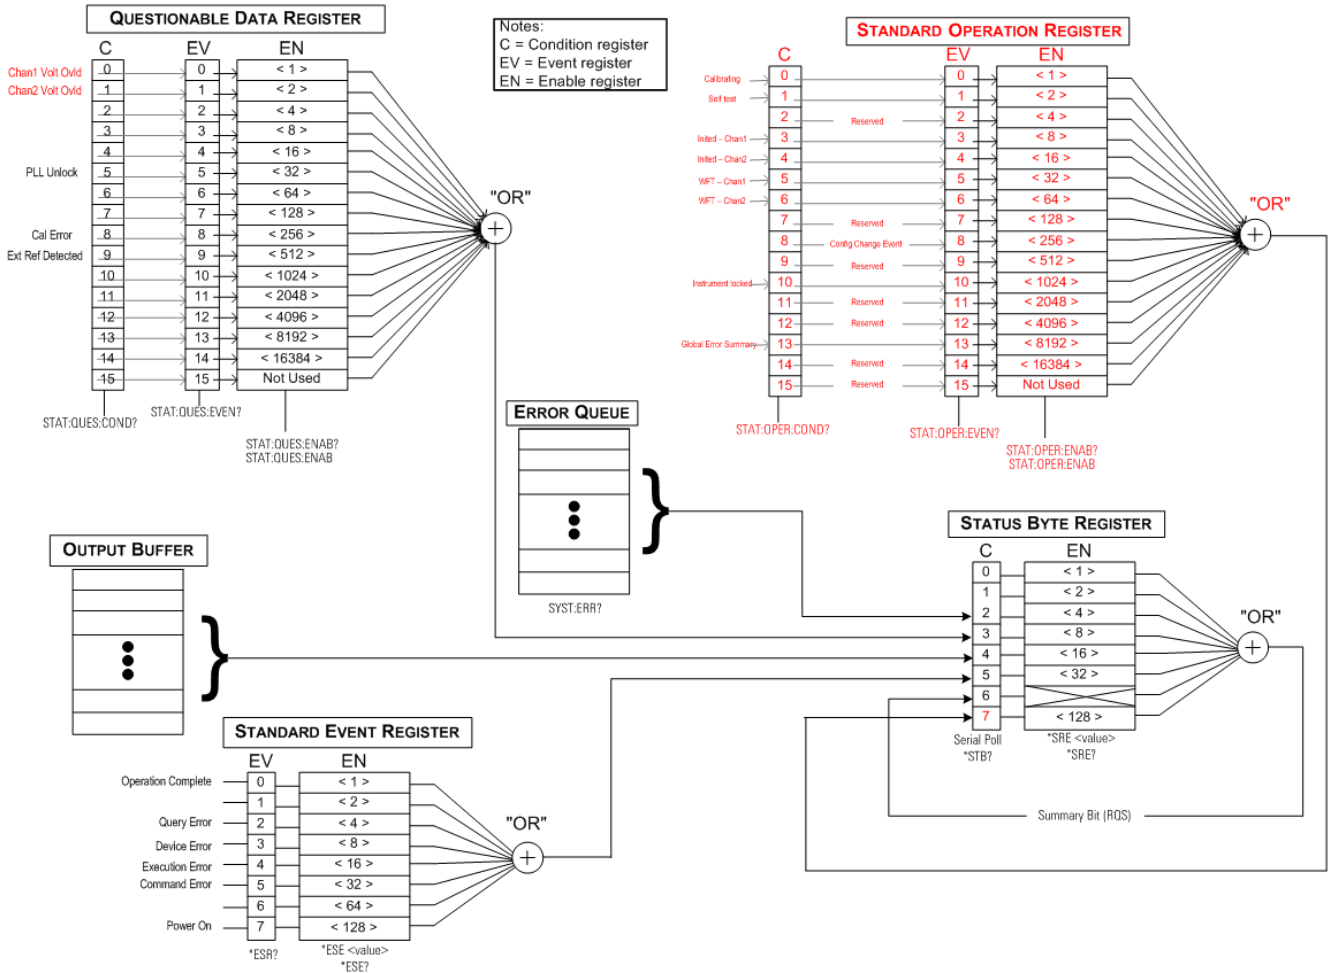 QUESTIONABLE DATA REGISTER
C EV EN
Chan1 Volt Ovld 0 0 < 1 >
Chan2 Volt Ovld 1 1 < 2 >
2 2 < 4 >
3 3 < 8 >
4 4 < 16 >
PLL Unlock 5 5 < 32 >
6 6 < 64 >
7 7 < 128 >
Cal Error 8 8 < 256 >
Ext Ref Detected 9 9 < 512 >
10 10 < 1024 >
11 11 < 2048 >
12 12 < 4096 >
13 13 < 8192 >
14 14 < 16384 >
15 15 Not Used
"OR"
+
STAT:QUES:COND?
STAT:QUES:EVEN?
STAT:QUES:ENAB?
STAT:QUES:ENAB
Notes:
C = Condition register
EV = Event register
EN = Enable register
STANDARD OPERATION REGISTER
C EV EN
Calibrating 0 0 < 1 >
Self test 1 1 < 2 >
2 Reserved 2 < 4 >
Inited – Chan1 3 3 < 8 >
Inited – Chan2 4 4 < 16 >
WFT – Chan1 5 5 < 32 >
WFT – Chan2 6 6 < 64 >
7 Reserved 7 < 128 >
8 Config Change Event 8 < 256 >
9 Reserved 9 < 512 >
Instrument locked 10 10 < 1024 >
11 Reserved 11 < 2048 >
12 Reserved 12 < 4096 >
Global Error Summary 13 13 < 8192 >
14 Reserved 14 < 16384 >
15 Reserved 15 Not Used
"OR"
+
STAT:OPER:COND?
STAT:OPER:EVEN?
STAT:OPER:ENAB?
STAT:OPER:ENAB
ERROR QUEUE
SYST:ERR?
OUTPUT BUFFER
STATUS BYTE REGISTER
C EN
0 < 1 >
1 < 2 >
2 < 4 >
3 < 8 >
4 < 16 >
5 < 32 >
6
7 < 128 >
"OR"
+
Serial Poll
*STB?
*SRE <value>
*SRE?
Summary Bit (RQS)
STANDARD EVENT REGISTER
EV EN
Operation Complete 0 < 1 >
1 < 2 >
Query Error 2 < 4 >
Device Error 3 < 8 >
Execution Error 4 < 16 >
Command Error 5 < 32 >
6 < 64 >
Power On 7 < 128 >
"OR"
+
*ESR?
*ESE <value>
*ESE?